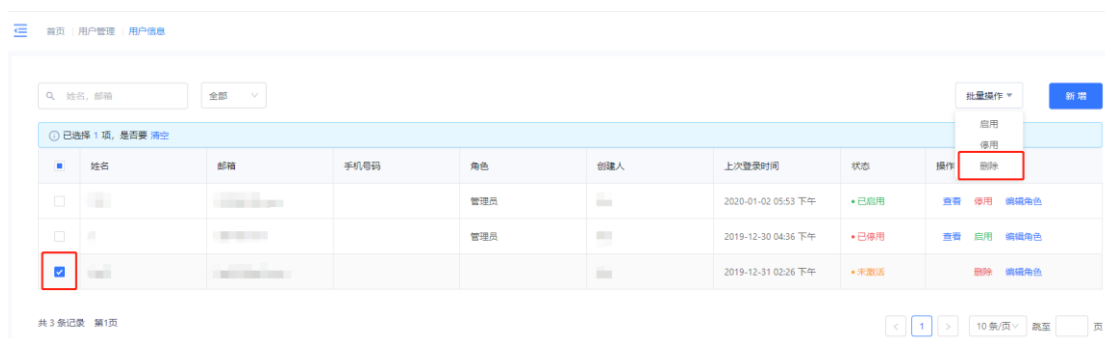 首页 | 用户管理 | 用户信息
姓名，邮箱 全部 批量操作 新 增
启用
已选择 1 项，是否要 清空
停用
姓名 邮箱 手机号码 角色 创建人 上次登录时间 状态 操作 删除
管理员 2020-01-02 05:53 下午 已启用 查看 停用 编辑角色
管理员 2019-12-30 04:36 下午 已停用 查看 启用 编辑角色
2019-12-31 02:26 下午 未激活 删除 编辑角色
共 3 条记录 第1页 < 1 > 10 条/页 跳至 页